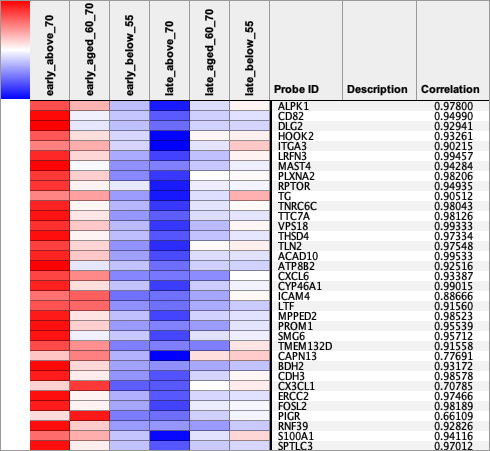 early_above_70
early_aged_60_70
early_below_55
late_above_70
late_aged_60_70
late_below_55
Probe ID Description Correlation
ALPK1 0.97800
CD82 0.94990
DLG2 0.92941
HOOK2 0.93261
ITGA3 0.90215
LRFN3 0.99457
MAST4 0.94284
PLXNA2 0.98206
RPTOR 0.94935
TG 0.90512
TNRC6C 0.98043
TTC7A 0.98126
VPS18 0.99333
THSD4 0.97334
TLN2 0.97548
ACAD10 0.99533
ATP8B2 0.92516
CXCL6 0.93387
CYP46A1 0.99015
ICAM4 0.88666
LTF 0.91560
MPPED2 0.98523
PROM1 0.95539
SMG6 0.95712
TMEM132D 0.91558
CAPN13 0.77691
BDH2 0.93172
CDH3 0.98578
CX3CL1 0.70785
ERCC2 0.97466
FOSL2 0.98189
PIGR 0.66109
RNF39 0.92826
S100A1 0.94116
SPTLC3 0.97012